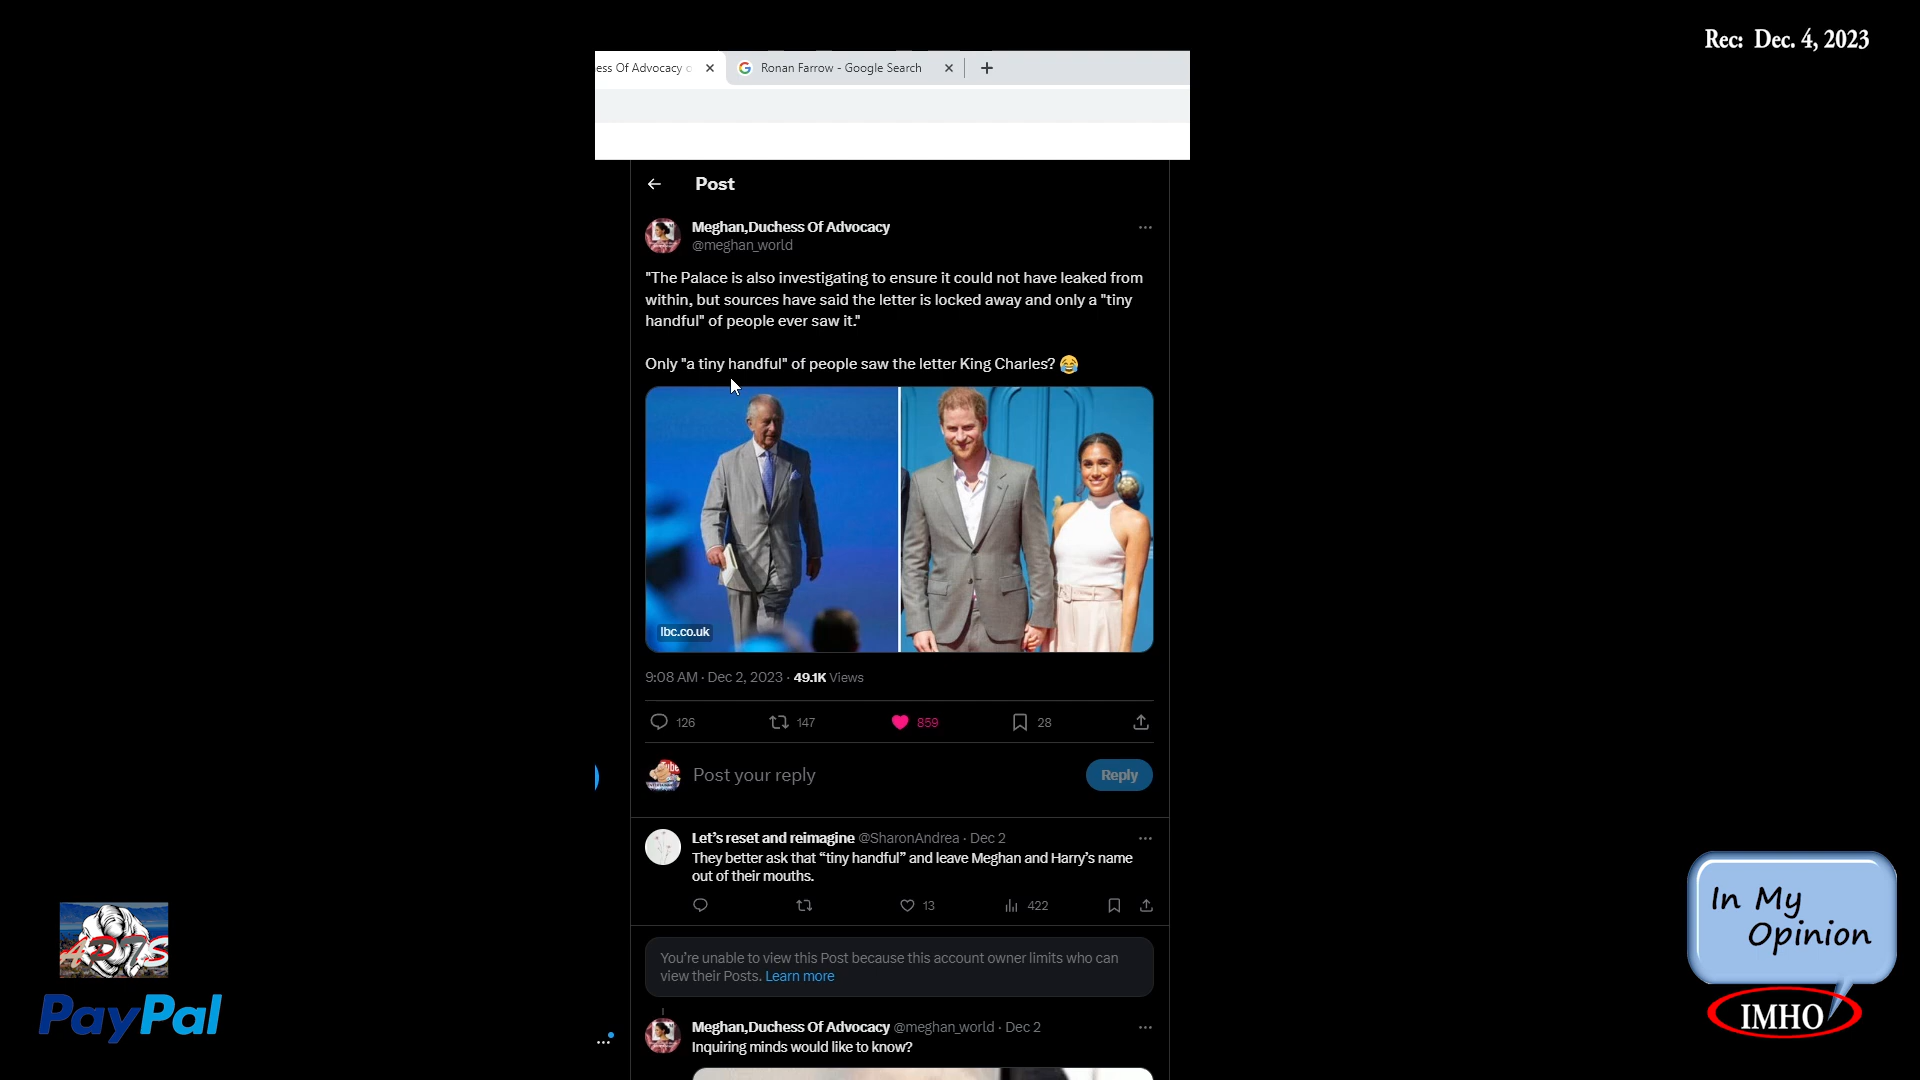 Rec: Dec. 4, 2023
ess Of Advocacy o
Ronan Farrow - Google Search
Post
Meghan,Duchess Of Advocacy
@meghan_world
"The Palace is also investigating to ensure it could not have leaked from
within, but sources have said the letter is locked away and only a "tiny
handful" of people ever saw it."
Only "a tiny handful" of people saw the letter King Charles? 😂
lbc.co.uk
9:08 AM · Dec 2, 2023 · 49.1K Views
126 147 859 28
Post your reply
Reply
Let's reset and reimagine @SharonAndrea · Dec 2
They better ask that “tiny handful” and leave Meghan and Harry's name
out of their mouths.
13 422
You're unable to view this Post because this account owner limits who can
view their Posts. Learn more
Meghan,Duchess Of Advocacy @meghan_world · Dec 2
Inquiring minds would like to know?
PayPal
In My
Opinion
IMHO